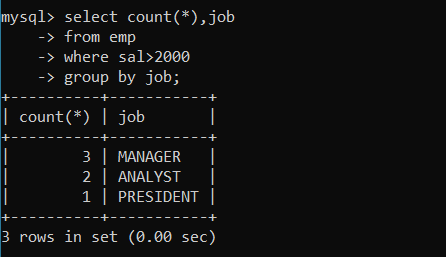 mysql> select count(*),job
    -> from emp
    -> where sal>2000
    -> group by job;
+----------+-----------+
| count(*) | job       |
+----------+-----------+
|        3 | MANAGER   |
|        2 | ANALYST   |
|        1 | PRESIDENT |
+----------+-----------+
3 rows in set (0.00 sec)